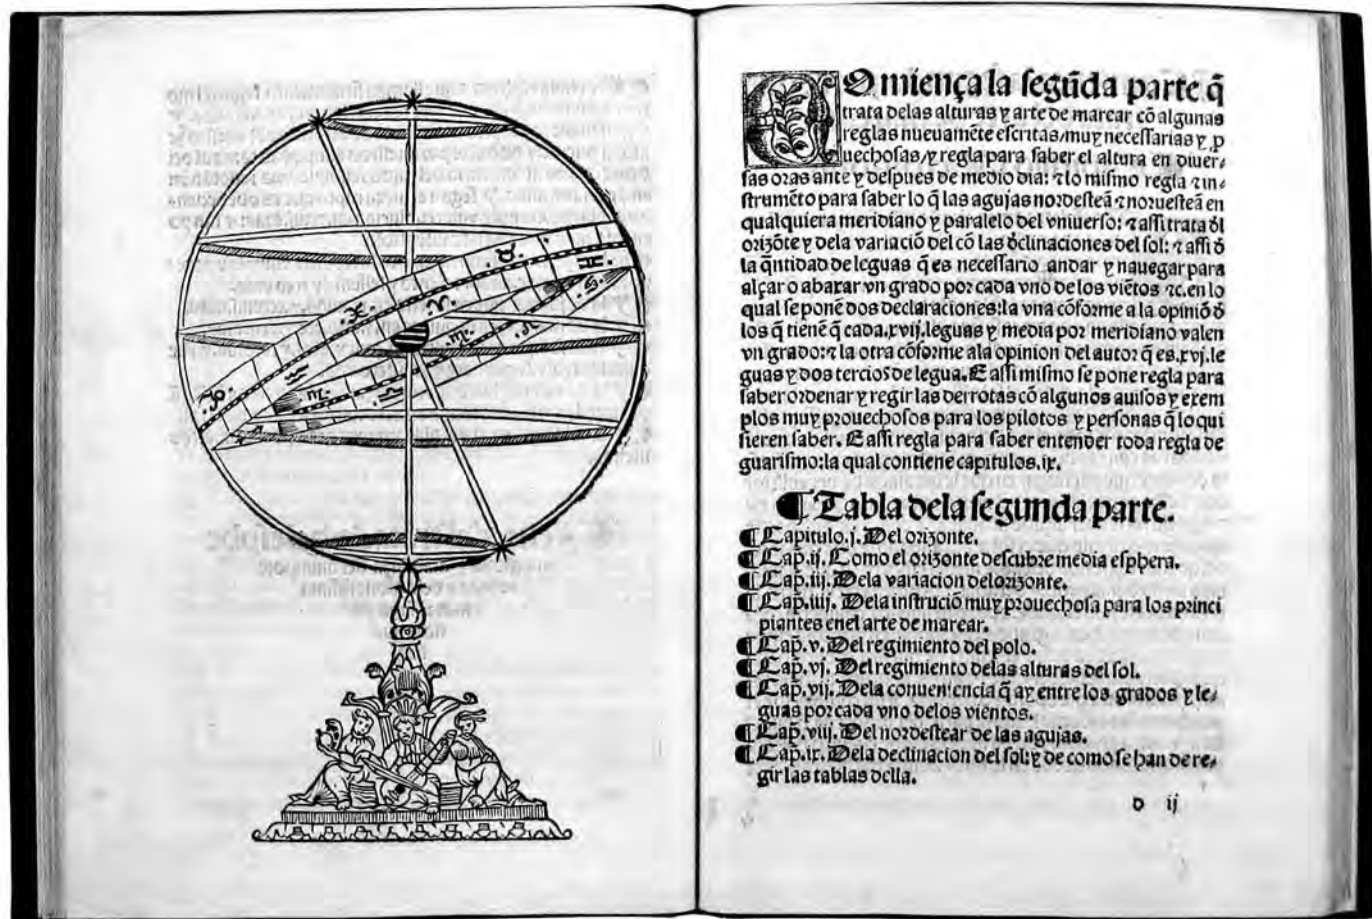 Comiença la segũda parte q̃
trata delas alturas y arte de marcar cõ algunas
reglas nueuamẽte escritas/muy necessarias y p
uechosas/y regla para saber el altura en diuer-
sas oras ante y despues de medio dia: ⁊ lo mismo regla ⁊ in-
strumẽto para saber lo q̃ las agujas nordesteã ⁊ noruesteã en
qualquiera meridiano y paralelo del vniuerso: ⁊ assi trata ďl
orizõte y dela variaciõ del cõ las ďclinaciones del sol: ⁊ assi ď
la q̃ntidad de leguas q̃ es necessario andar y nauegar para
alçar o abaxar vn grado por cada vno de los viẽtos ⁊c. en lo
qual se ponẽ dos declaraciones: la vna cõforme a la opiniõ ď
los q̃ tienẽ q̃ cada .xvij. leguas y media por meridiano valen
vn grado: ⁊ la otra cõforme ala opinion del autor q̃ es .xvj. le
guas y dos tercios de legua. E assi mismo se pone regla para
saber ordenar y regir las derrotas cõ algunos auisos y exem
plos muy prouechosos para los pilotos y personas q̃ lo qui
sieren saber. E assi regla para saber entender toda regla de
guarismo: la qual contiene capitulos .ix.
¶ Tabla dela segunda parte.
¶ Capitulo .j. Del orizonte.
¶ Cap̃. ij. Como el orizonte descubre media esphera.
¶ Cap̃. iij. Dela variacion del orizonte.
¶ Cap̃. iiij. Dela instruciõ muy prouechosa para los princi
piantes enel arte de marear.
¶ Cap̃. v. Del regimiento del polo.
¶ Cap̃. vj. Del regimiento delas alturas del sol.
¶ Cap̃. vij. Dela conueniencia q̃ ay entre los grados y le-
guas por cada vno delos vientos.
¶ Cap̃. viij. Del nordestear de las agujas.
¶ Cap̃. ix. Dela declinacion del sol: y de como se han de re-
gir las tablas della.
d ij